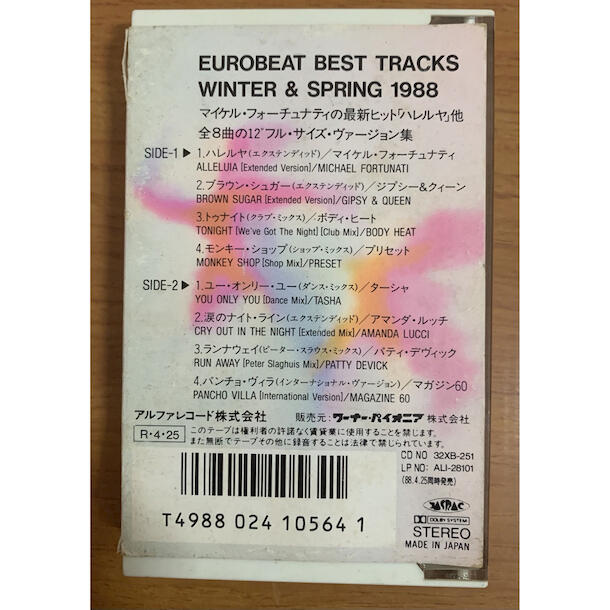 EUROBEAT BEST TRACKS
WINTER & SPRING 1988
マイケル・フォーチュナティの最新ヒット「ハレルヤ」他
全8曲の12"フル・サイズ・ヴァージョン集
SIDE-1 ▶ 1.ハレルヤ(エクステンディッド)／マイケル・フォーチュナティ
ALLELUIA [Extended Version]/MICHAEL FORTUNATI
2.ブラウン・シュガー(エクステンディッド)／ジプシー&クィーン
BROWN SUGAR [Extended Version]/GIPSY & QUEEN
3.トゥナイト(クラブ・ミックス)／ボディ・ヒート
TONIGHT [We've Got The Night] [Club Mix]/BODY HEAT
4.モンキー・ショップ(ショップ・ミックス)／プリセット
MONKEY SHOP [Shop Mix]/PRESET
SIDE-2 ▶ 1.ユー・オンリー・ユー(ダンス・ミックス)／ターシャ
YOU ONLY YOU [Dance Mix]/TASHA
2.涙のナイト・ライン(エクステンディッド)／アマンダ・ルッチ
CRY OUT IN THE NIGHT [Extended Mix]/AMANDA LUCCI
3.ランナウェイ(ピーター・スラウス・ミックス)／パティ・デヴィック
RUN AWAY [Peter Slaghuis Mix]/PATTY DEVICK
4.パンチョ・ヴィラ(インターナショナル・ヴァージョン)／マガジン60
PANCHO VILLA [International Version]/MAGAZINE 60
アルファレコード株式会社 販売元:ワーナー・パイオニア株式会社
R・4・25 このテープは権利者の許諾なく賃貸業に使用することを禁じます。
また無断でテープその他に録音することは法律で禁じられています。
CD NO 32XB-251
LP NO: ALI-28101
(88.4.25同時発売)
T4988 024 10564 1
JASRAC
DOLBY SYSTEM
STEREO
MADE IN JAPAN